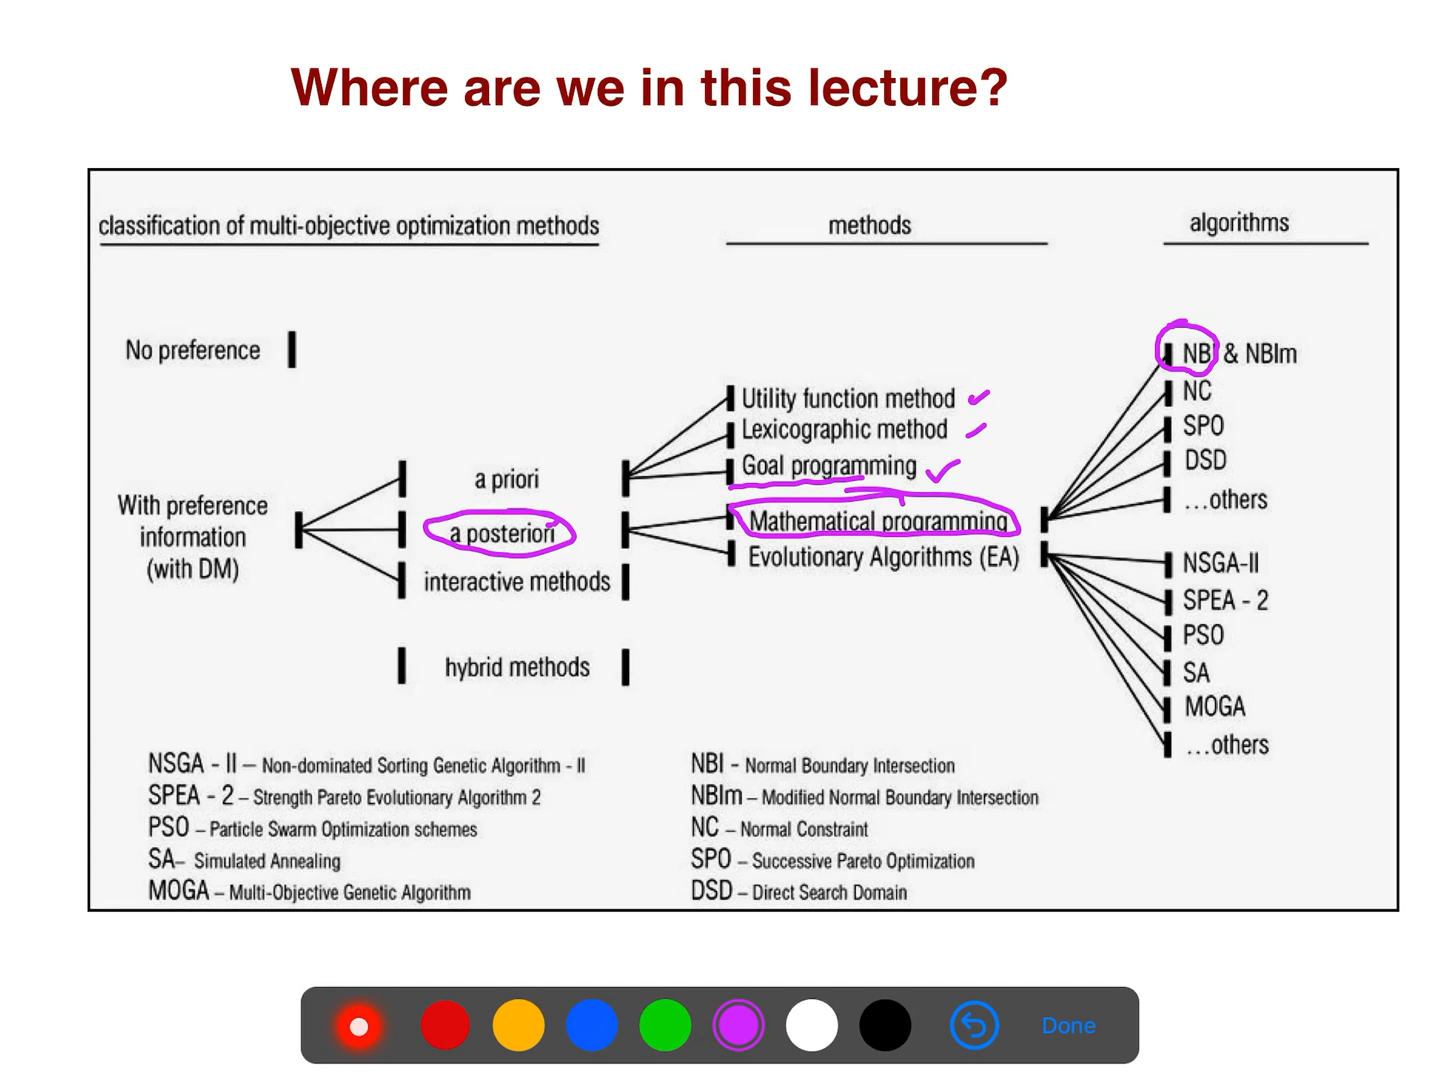 Where are we in this lecture?
classification of multi-objective optimization methods
methods
algorithms
No preference
With preference
information
(with DM)
a priori
a posteriori
interactive methods
hybrid methods
Utility function method
Lexicographic method
Goal programming
Mathematical programming
Evolutionary Algorithms (EA)
NBI & NBIm
NC
SPO
DSD
...others
NSGA-II
SPEA - 2
PSO
SA
MOGA
...others
NSGA - II – Non-dominated Sorting Genetic Algorithm - II
SPEA - 2 – Strength Pareto Evolutionary Algorithm 2
PSO – Particle Swarm Optimization schemes
SA– Simulated Annealing
MOGA – Multi-Objective Genetic Algorithm
NBI - Normal Boundary Intersection
NBIm – Modified Normal Boundary Intersection
NC – Normal Constraint
SPO – Successive Pareto Optimization
DSD – Direct Search Domain
Done